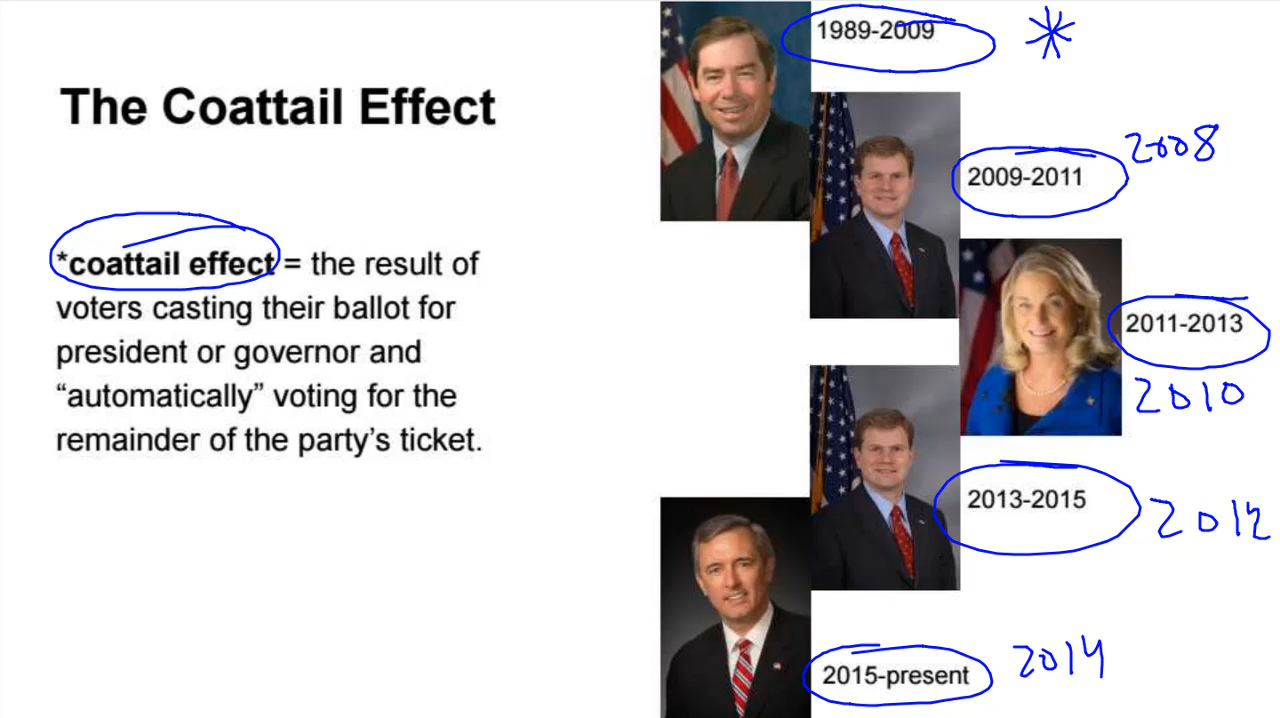 The Coattail Effect
*coattail effect = the result of
voters casting their ballot for
president or governor and
“automatically” voting for the
remainder of the party’s ticket.
1989-2009
2009-2011
2008
2011-2013
2010
2013-2015
2012
2015-present
2014